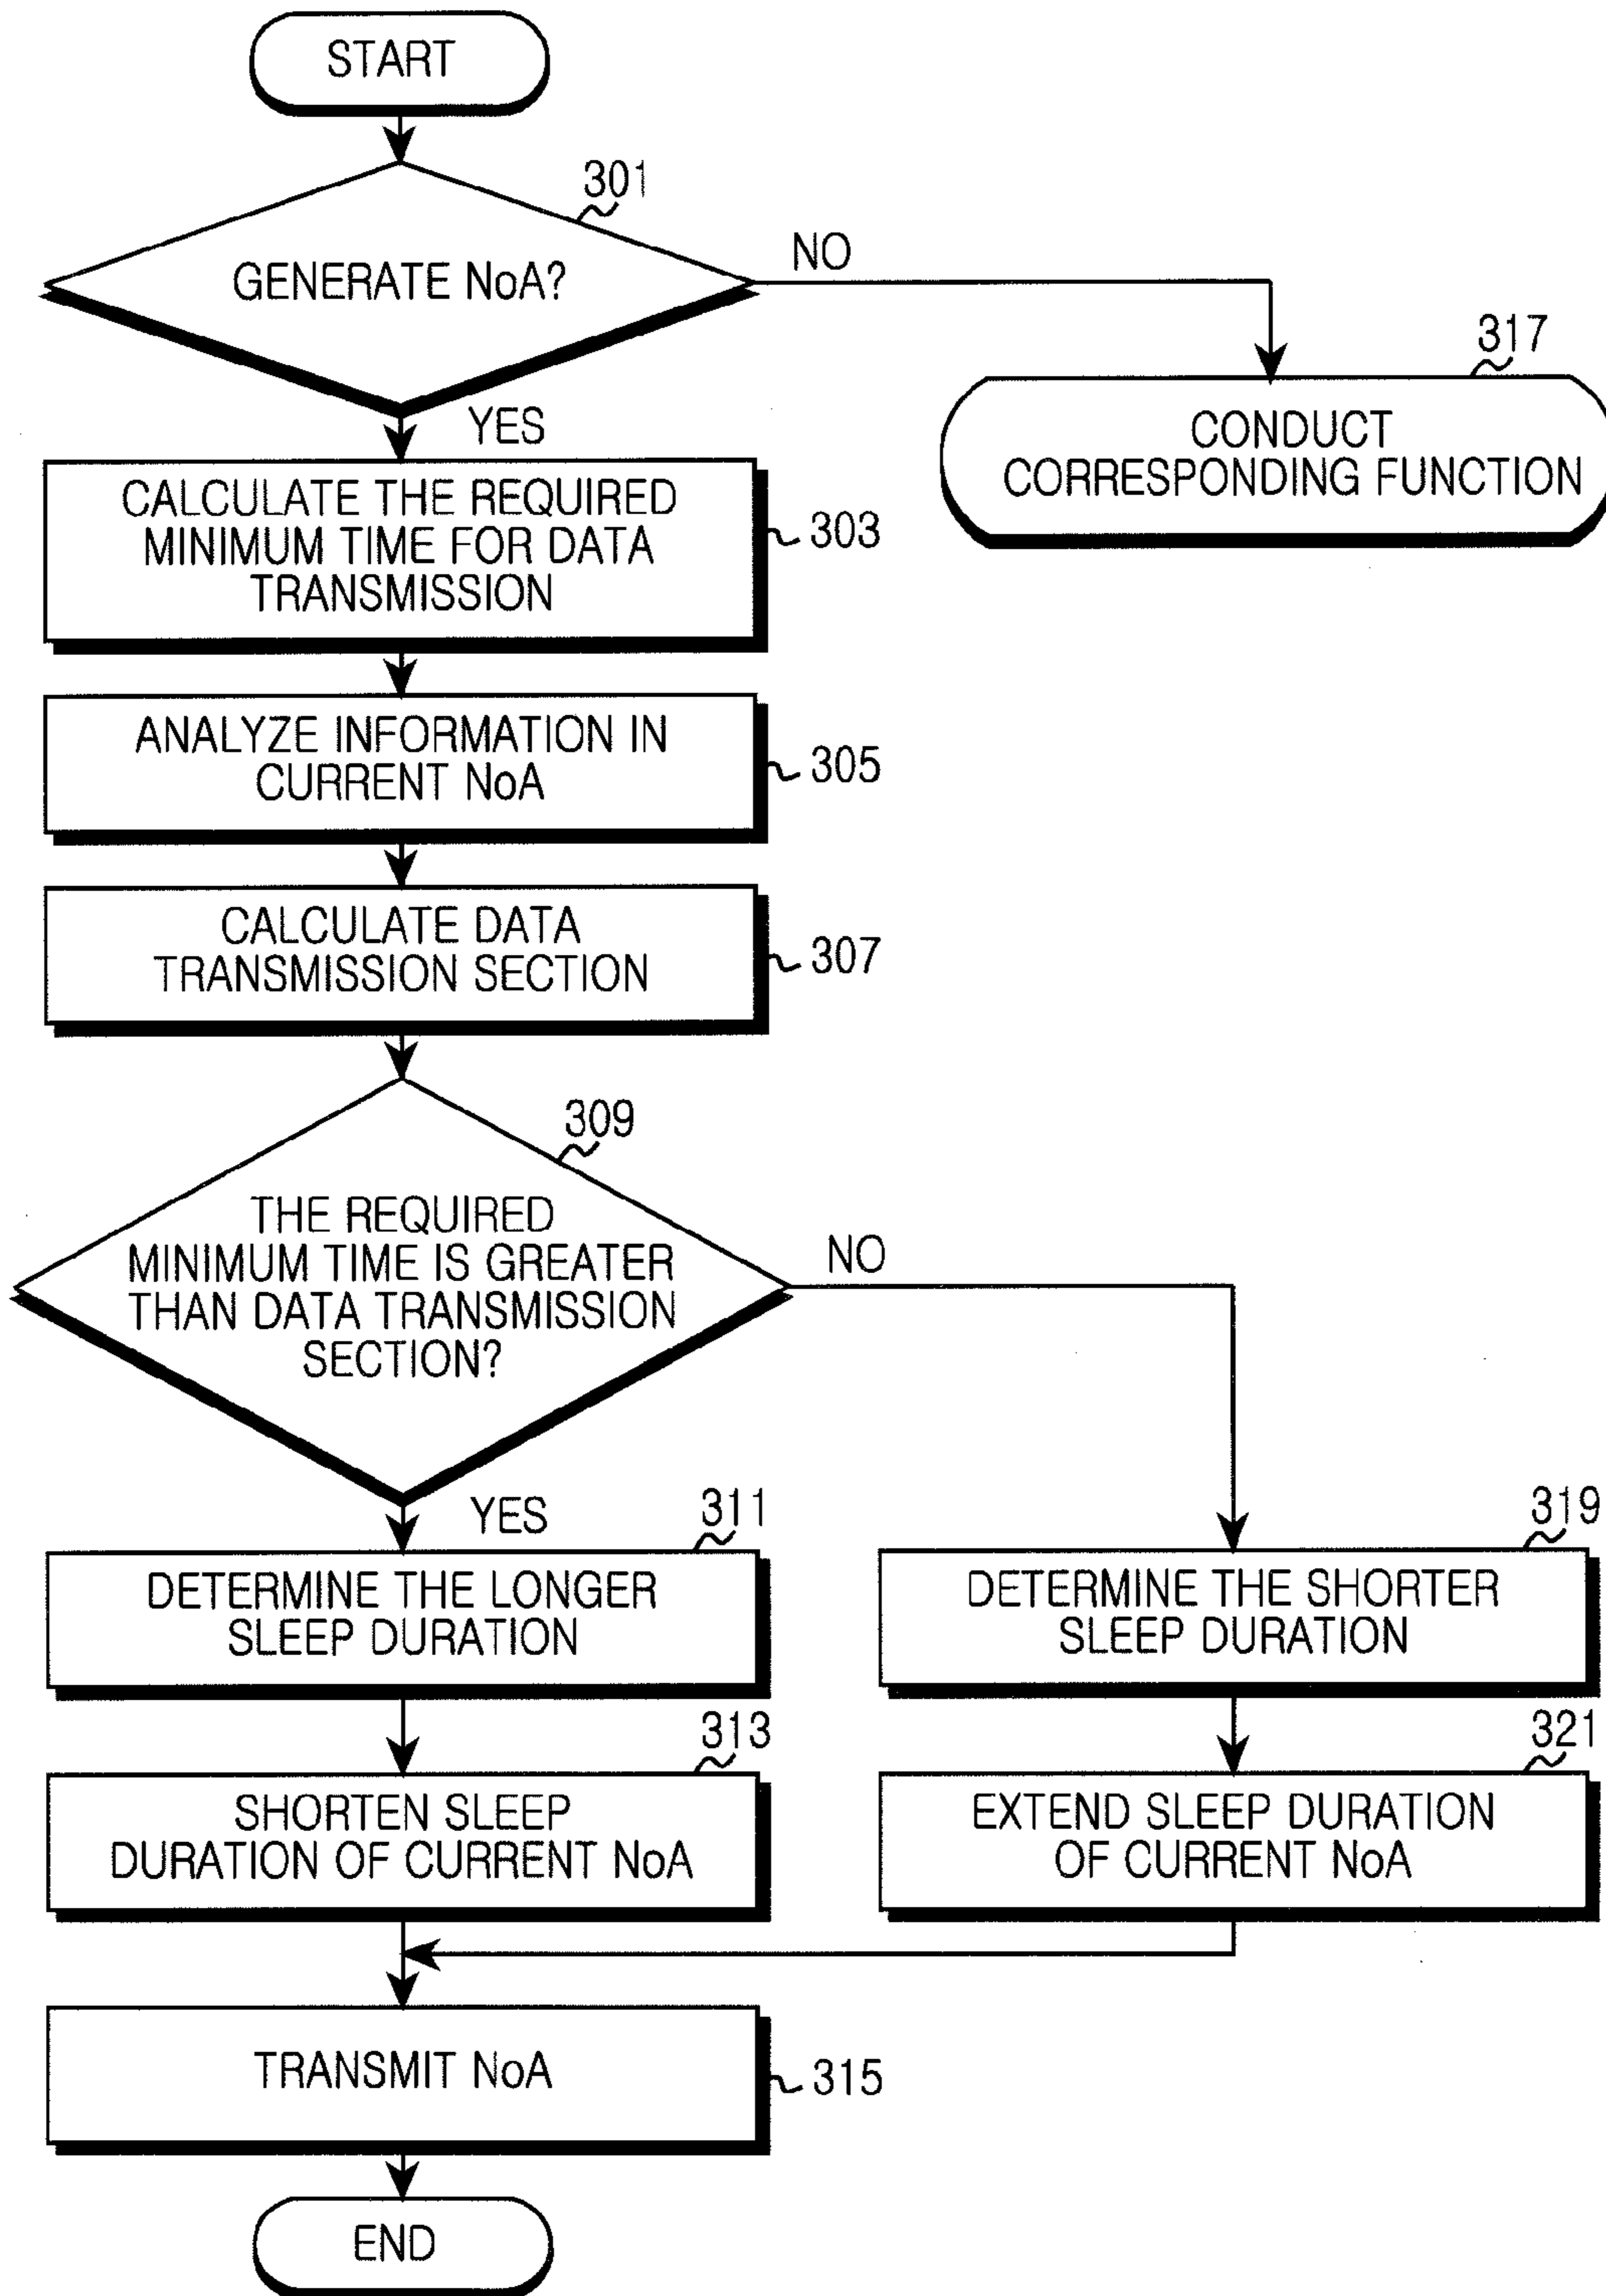 START
301
GENERATE NoA?
NO
317
CONDUCT
CORRESPONDING FUNCTION
YES
CALCULATE THE REQUIRED
MINIMUM TIME FOR DATA
TRANSMISSION
303
ANALYZE INFORMATION IN
CURRENT NoA
305
CALCULATE DATA
TRANSMISSION SECTION
307
309
THE REQUIRED
MINIMUM TIME IS GREATER
THAN DATA TRANSMISSION
SECTION?
NO
YES
311
DETERMINE THE LONGER
SLEEP DURATION
319
DETERMINE THE SHORTER
SLEEP DURATION
313
SHORTEN SLEEP
DURATION OF CURRENT NoA
321
EXTEND SLEEP DURATION
OF CURRENT NoA
TRANSMIT NoA
315
END